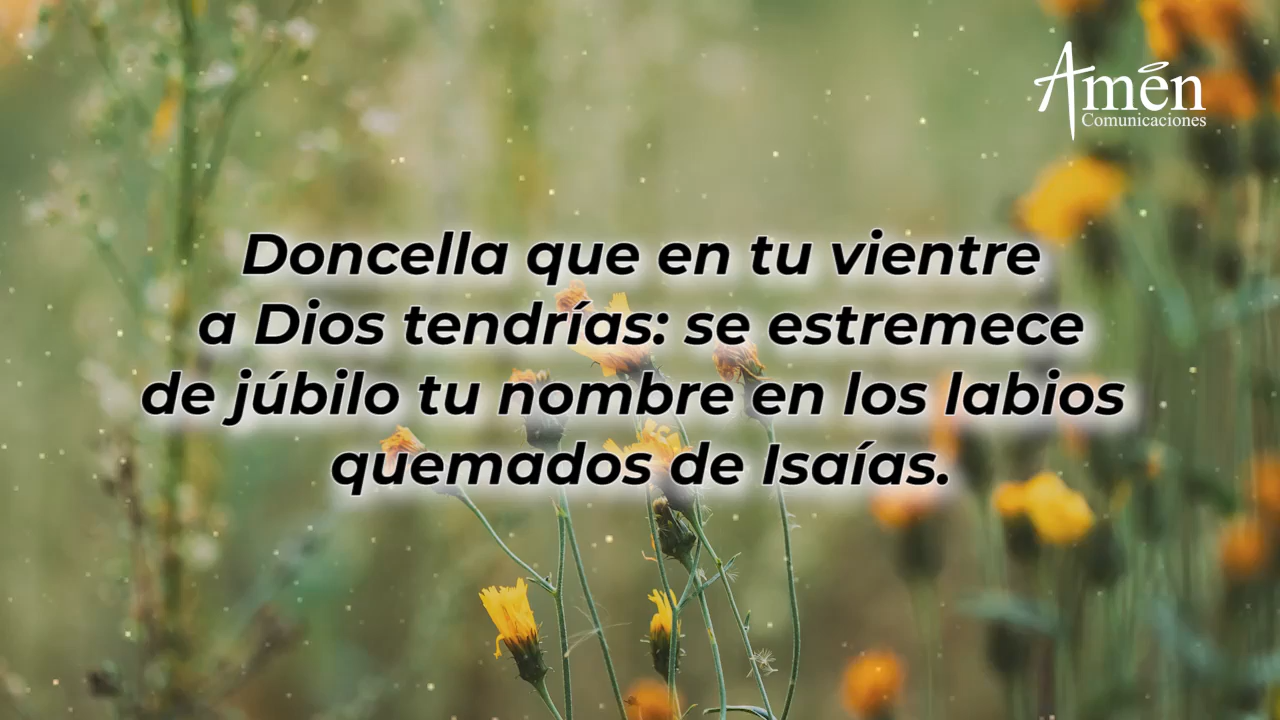 Amén
Comunicaciones
Doncella que en tu vientre
a Dios tendrías: se estremece
de júbilo tu nombre en los labios
quemados de Isaías.